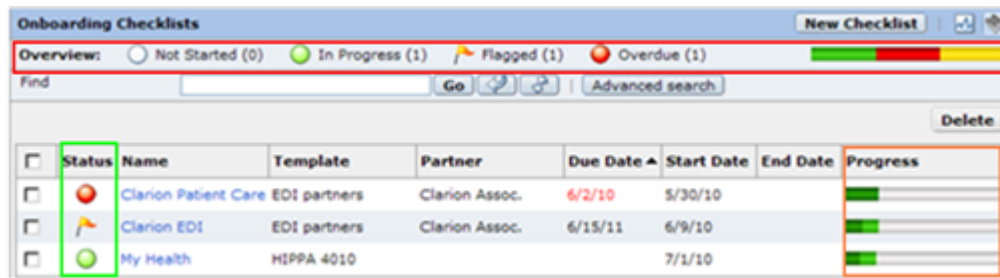 Onboarding Checklists New Checklist
Overview: Not Started (0) In Progress (1) Flagged (1) Overdue (1)
Find Go Advanced search
Delete
Status Name Template Partner Due Date Start Date End Date Progress
Clarion Patient Care EDI partners Clarion Assoc. 6/2/10 5/30/10
Clarion EDI EDI partners Clarion Assoc. 6/15/11 6/9/10
My Health HIPPA 4010 7/1/10